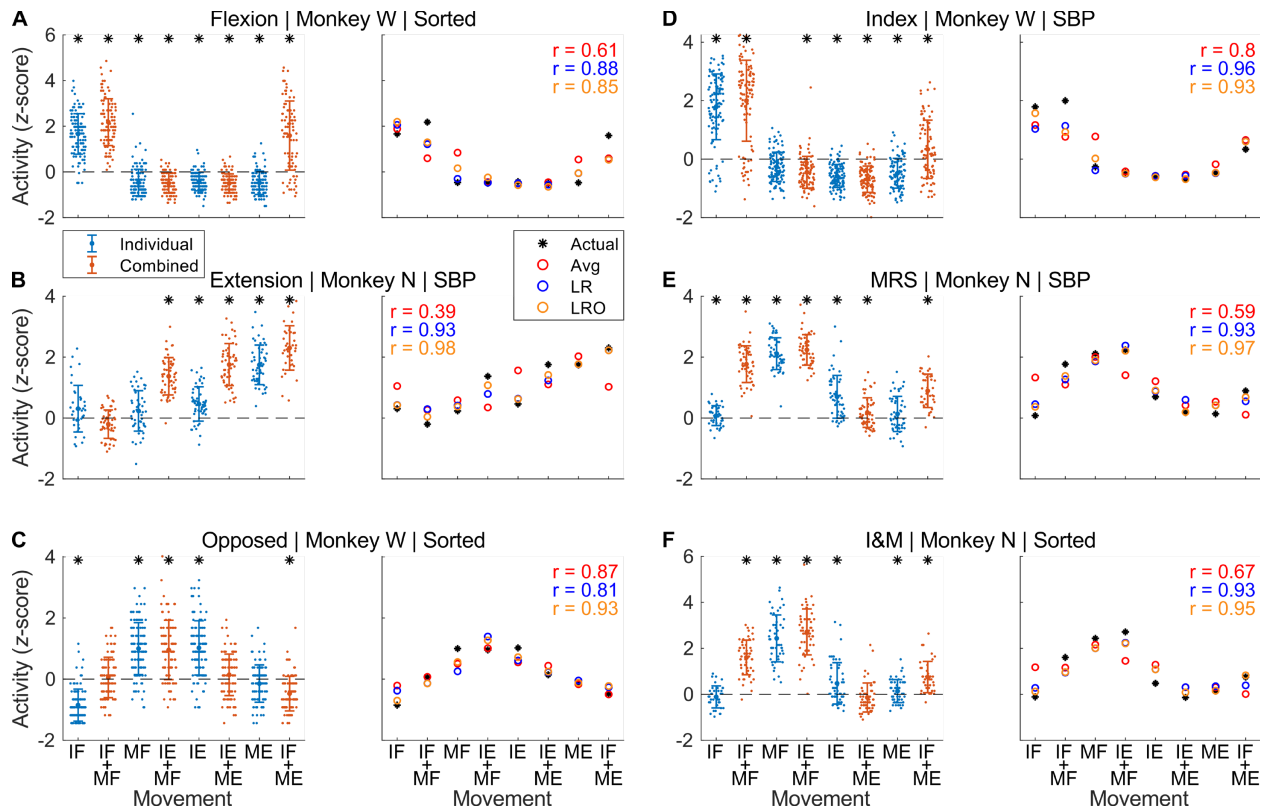 A
Flexion | Monkey W | Sorted
Activity (z-score)
6
4
2
0
-2
r = 0.61
r = 0.88
r = 0.85
Individual
Combined
Actual
Avg
LR
LRO
B
Extension | Monkey N | SBP
Activity (z-score)
4
2
0
-2
r = 0.39
r = 0.93
r = 0.98
C
Opposed | Monkey W | Sorted
Activity (z-score)
4
2
0
-2
r = 0.87
r = 0.81
r = 0.93
IF IF MF IE IE IE ME IF IF IF MF IE IE IE ME IF
+ + + + + + + +
MF MF ME ME MF MF ME ME
Movement Movement
D
Index | Monkey W | SBP
4
2
0
-2
r = 0.8
r = 0.96
r = 0.93
E
MRS | Monkey N | SBP
4
2
0
-2
r = 0.59
r = 0.93
r = 0.97
F
I&M | Monkey N | Sorted
6
4
2
0
-2
r = 0.67
r = 0.93
r = 0.95
IF IF MF IE IE IE ME IF IF IF MF IE IE IE ME IF
+ + + + + + + +
MF MF ME ME MF MF ME ME
Movement Movement